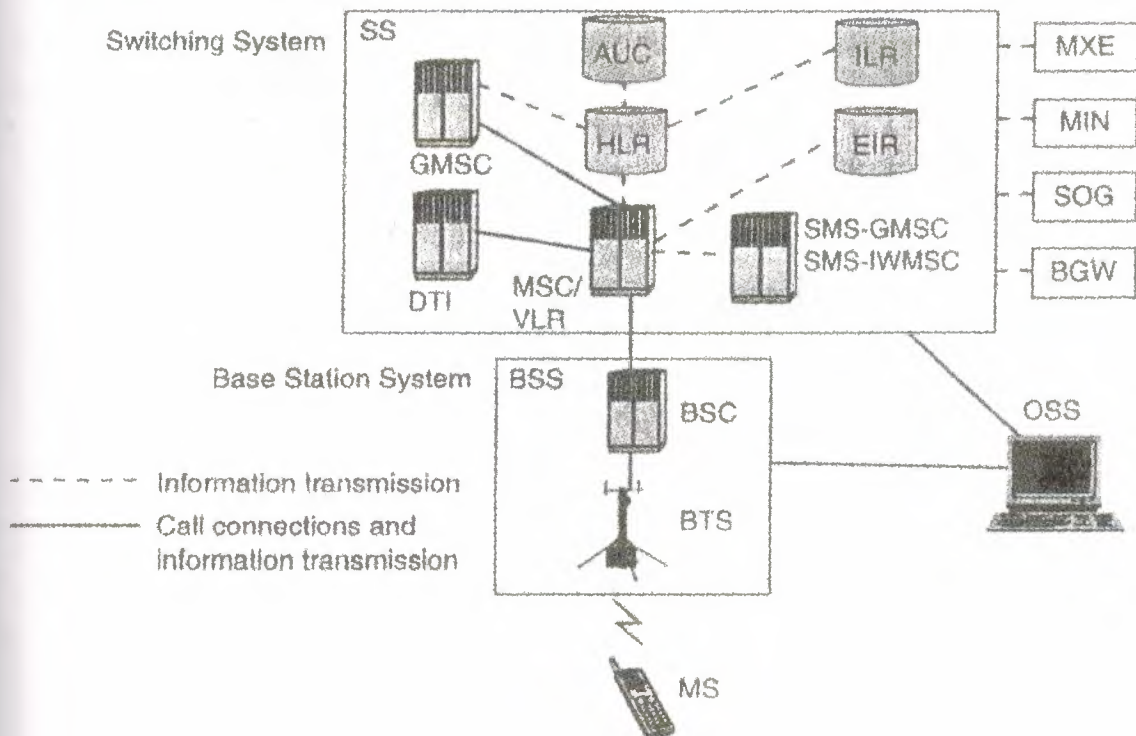 Switching System
SS
AUC
ILR
MXE
GMSC
HLR
EIR
MIN
SOG
DTI
MSC/
VLR
SMS-GMSC
SMS-IWMSC
BGW
Base Station System
BSS
BSC
OSS
Information transmission
Call connections and
information transmission
BTS
MS